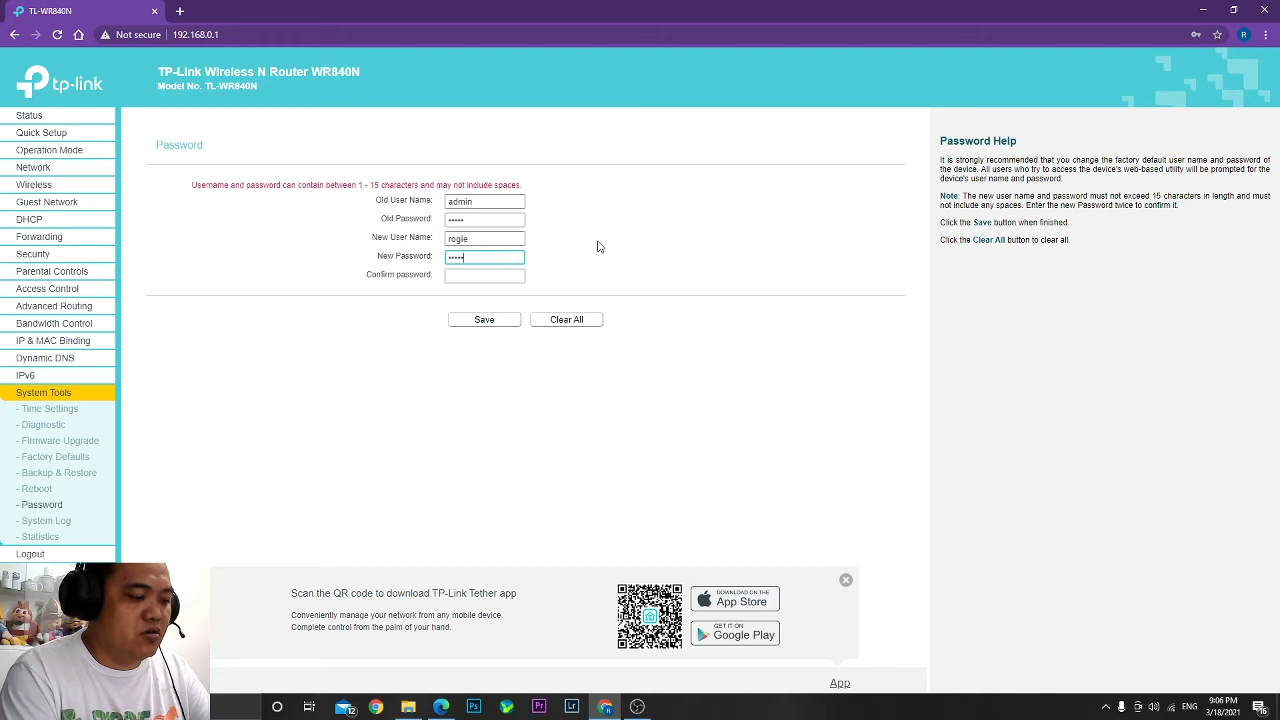 TL-WR840N
Not secure
192.168.0.1
R
tp-link
TP-Link Wireless N Router WR840N
Model No. TL-WR840N
Status
Quick Setup
Operation Mode
Network
Wireless
Guest Network
DHCP
Forwarding
Security
Parental Controls
Access Control
Advanced Routing
Bandwidth Control
IP & MAC Binding
Dynamic DNS
IPv6
System Tools
- Time Settings
- Diagnostic
- Firmware Upgrade
- Factory Defaults
- Backup & Restore
- Reboot
- Password
- System Log
- Statistics
Logout
Password
Username and password can contain between 1 - 15 characters and may not include spaces.
Old User Name: admin
Old Password: •••••
New User Name: rogie
New Password: •••••
Confirm password:
Save
Clear All
Password Help
It is strongly recommended that you change the factory default user name and password of
the device. All users who try to access the device's web-based utility will be prompted for the
device's user name and password.
Note: The new user name and password must not exceed 15 characters in length and must
not include any spaces. Enter the new Password twice to confirm it.
Click the Save button when finished.
Click the Clear All button to clear all.
Scan the QR code to download TP-Link Tether app
Conveniently manage your network from any mobile device.
Complete control from the palm of your hand.
DOWNLOAD ON THE
App Store
GET IT ON
Google Play
App
12
Ps
Pr
Lr
R
ENG
9:06 PM
3/18/2021